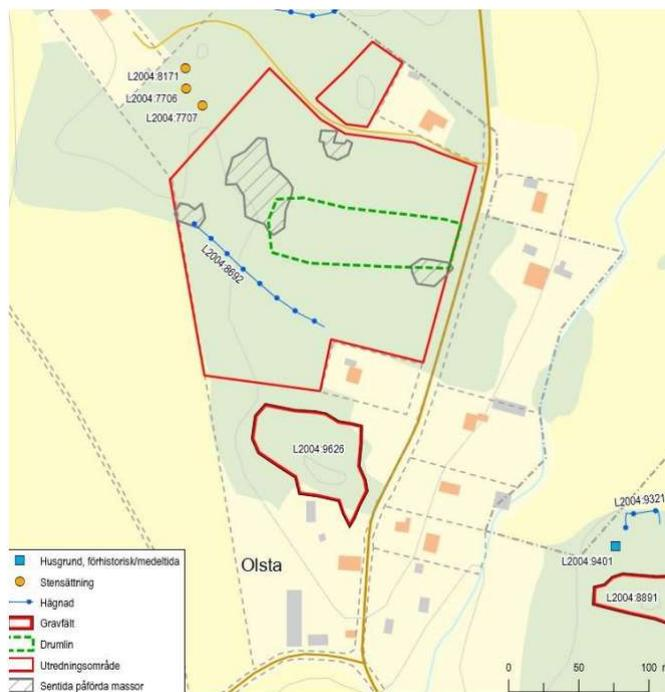 L2004:8171
L2004:7706
L2004:7707
L2004:8692
L2004:9626
L2004:9321
L2004:9401
L2004:8891
Olsta
Husgrund, förhistorisk/medeltida
Stensättning
Hägnad
Gravfält
Drumlin
Utredningsområde
Sentida påförda massor
0 50 100